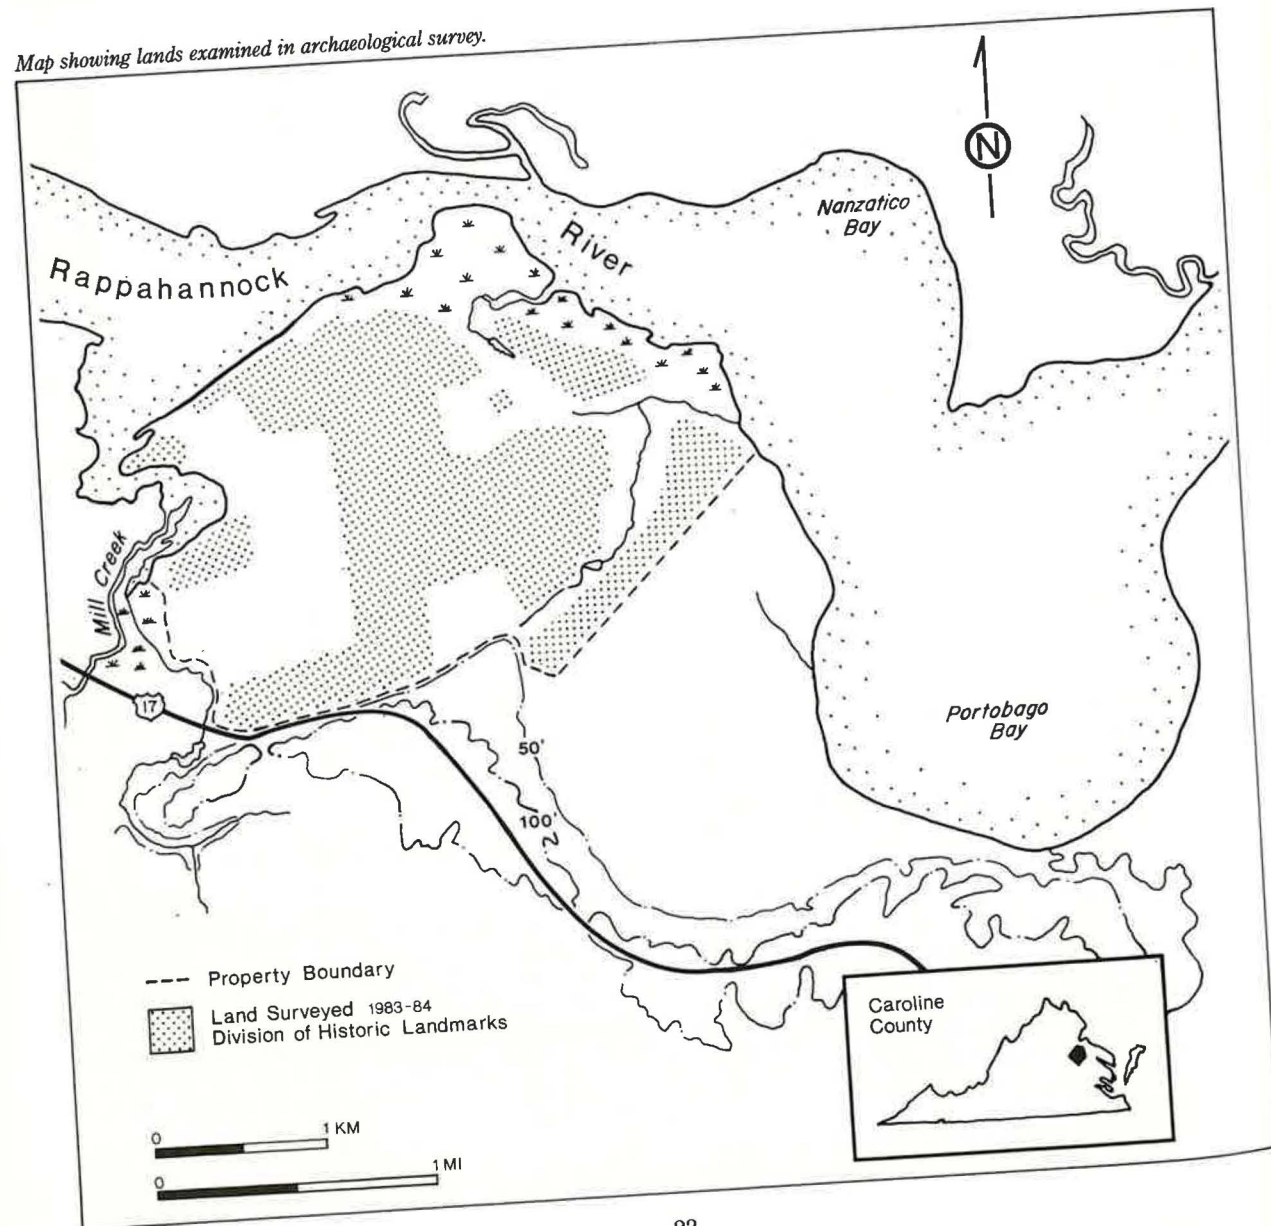 Map showing lands examined in archaeological survey.
N
Nanzatico
Bay
River
Rappahannock
Mill Creek
17
Portobago
Bay
50'
100'
Property Boundary
Land Surveyed 1983-84
Division of Historic Landmarks
Caroline
County
0 1 KM
0 1 MI